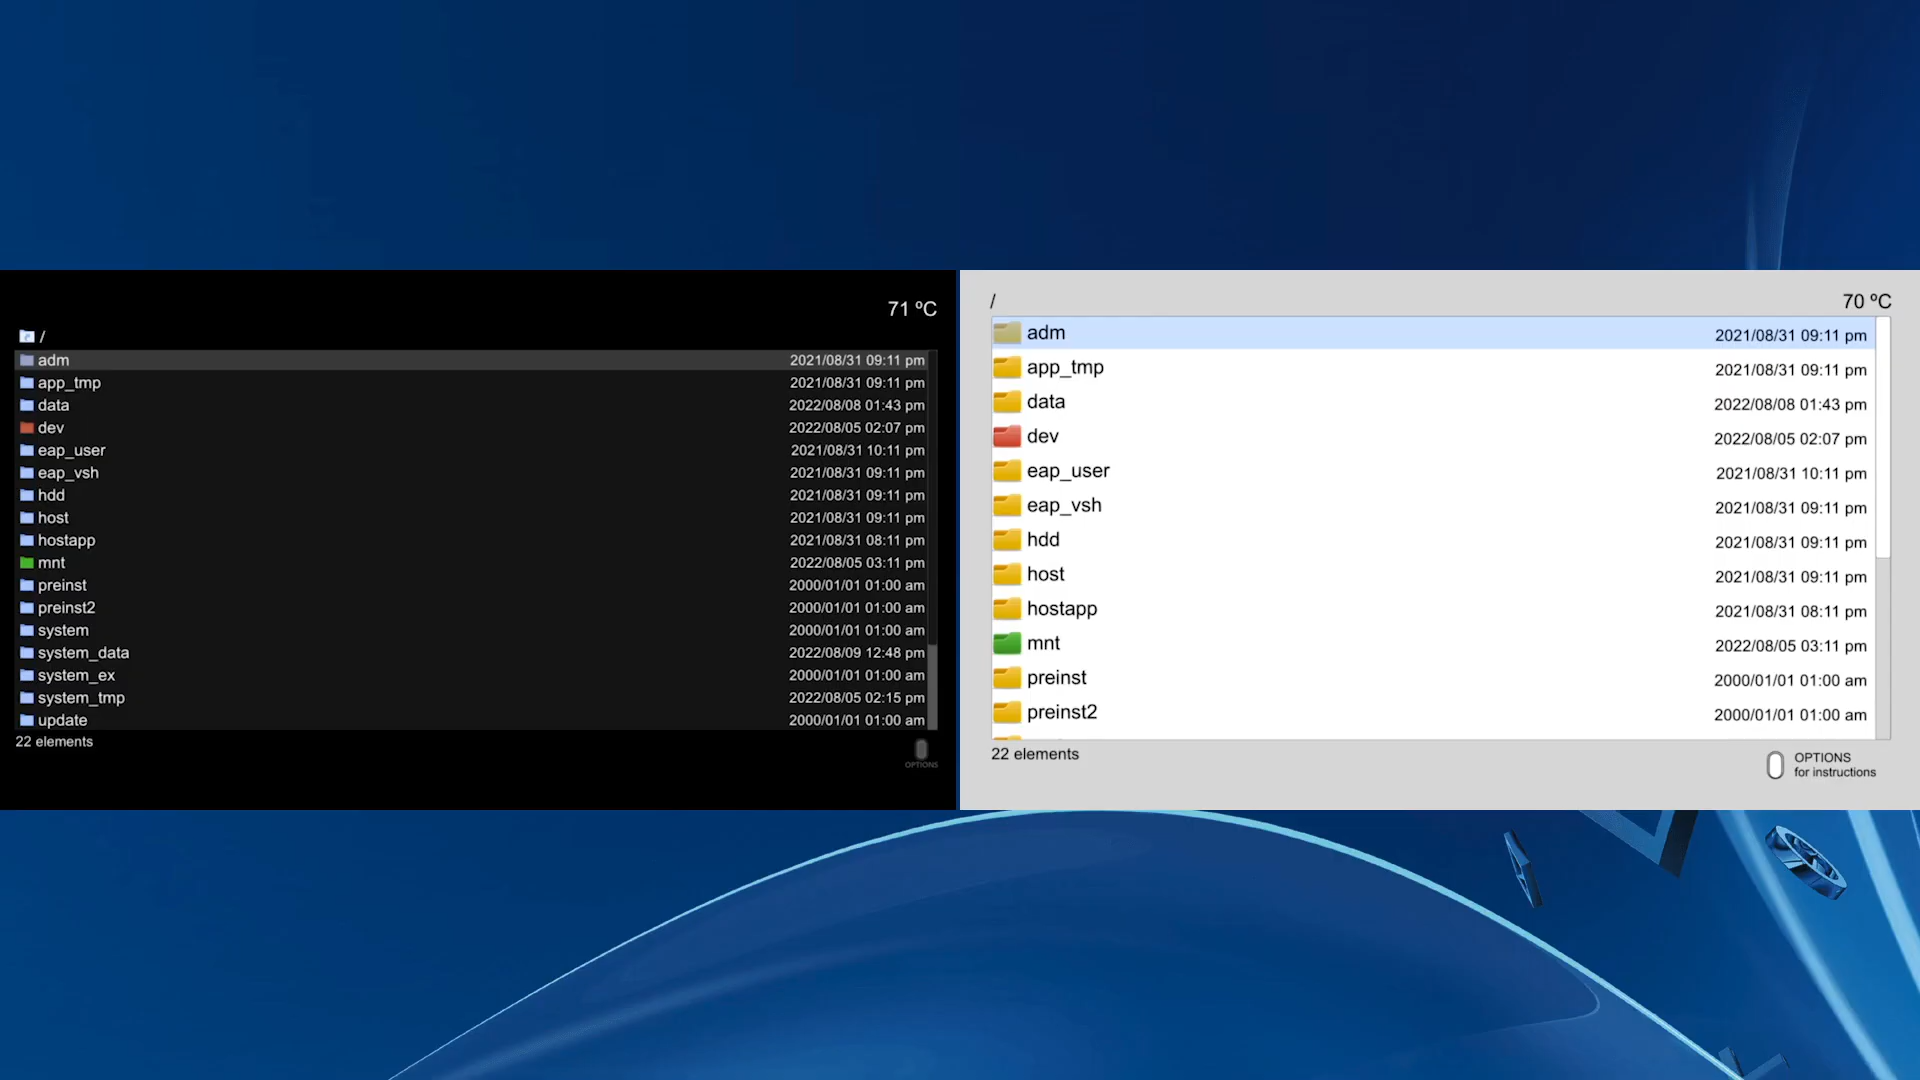 71 ºC
/
adm 2021/08/31 09:11 pm
app_tmp 2021/08/31 09:11 pm
data 2022/08/08 01:43 pm
dev 2022/08/05 02:07 pm
eap_user 2021/08/31 10:11 pm
eap_vsh 2021/08/31 09:11 pm
hdd 2021/08/31 09:11 pm
host 2021/08/31 09:11 pm
hostapp 2021/08/31 08:11 pm
mnt 2022/08/05 03:11 pm
preinst 2000/01/01 01:00 am
preinst2 2000/01/01 01:00 am
system 2000/01/01 01:00 am
system_data 2022/08/09 12:48 pm
system_ex 2000/01/01 01:00 am
system_tmp 2022/08/05 02:15 pm
update 2000/01/01 01:00 am
22 elements
OPTIONS
/ 70 ºC
adm 2021/08/31 09:11 pm
app_tmp 2021/08/31 09:11 pm
data 2022/08/08 01:43 pm
dev 2022/08/05 02:07 pm
eap_user 2021/08/31 10:11 pm
eap_vsh 2021/08/31 09:11 pm
hdd 2021/08/31 09:11 pm
host 2021/08/31 09:11 pm
hostapp 2021/08/31 08:11 pm
mnt 2022/08/05 03:11 pm
preinst 2000/01/01 01:00 am
preinst2 2000/01/01 01:00 am
22 elements
OPTIONS
for instructions